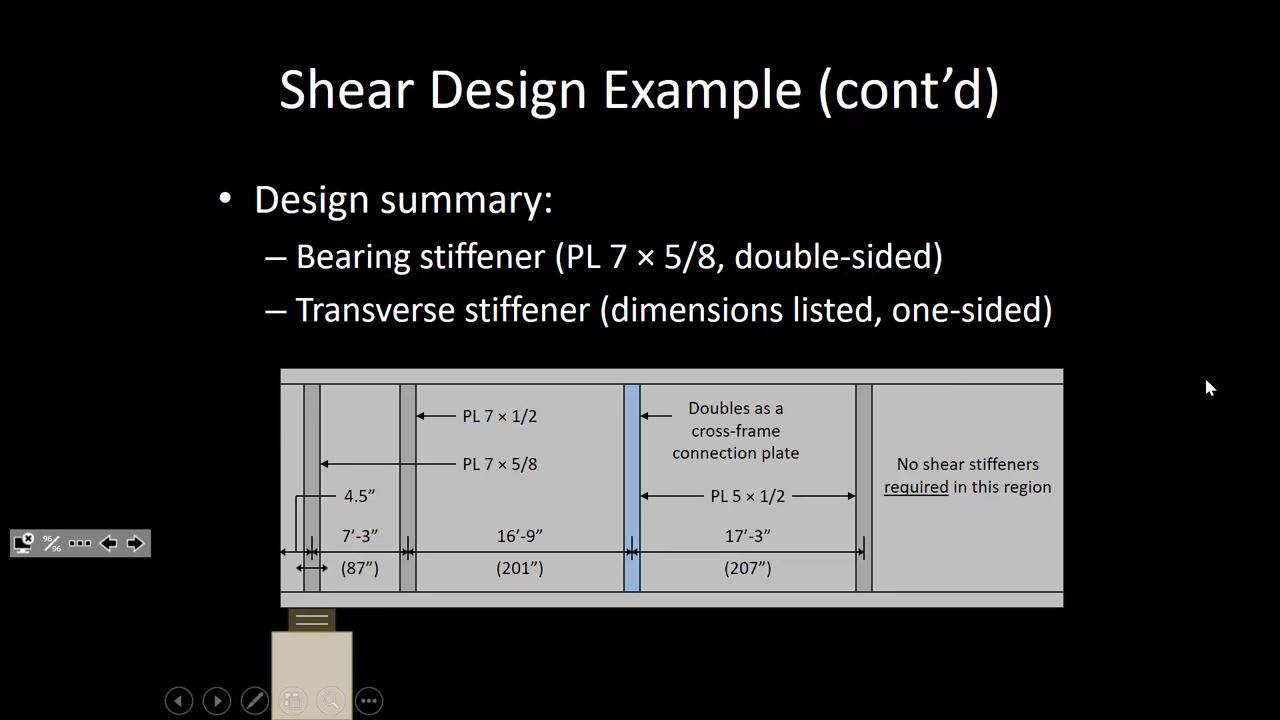 Shear Design Example (cont’d)
• Design summary:
– Bearing stiffener (PL 7 × 5/8, double-sided)
– Transverse stiffener (dimensions listed, one-sided)
PL 7 × 1/2
PL 7 × 5/8
4.5”
7’-3”
(87”)
16’-9”
(201”)
Doubles as a
cross-frame
connection plate
PL 5 × 1/2
17’-3”
(207”)
No shear stiffeners
required in this region
96/96